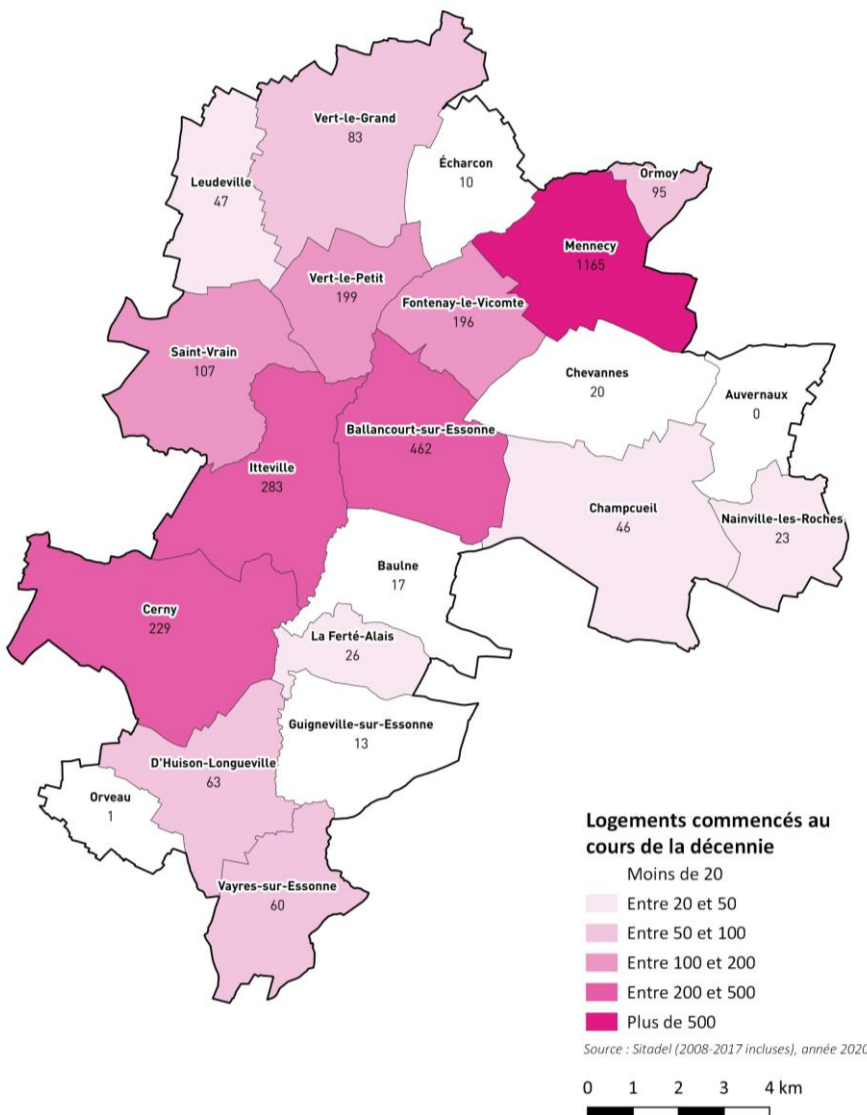 Vert-le-Grand
83
Écharcon
10
Ormoy
95
Leudeville
47
Mennecy
1165
Vert-le-Petit
199
Fontenay-le-Vicomte
196
Saint-Vrain
107
Chevannes
20
Auvernaux
0
Ballancourt-sur-Essonne
462
Itteville
283
Champcueil
46
Nainville-les-Roches
23
Baulne
17
Cerny
229
La Ferté-Alais
26
Guigneville-sur-Essonne
13
D'Huison-Longueville
63
Orveau
1
Vayres-sur-Essonne
60
Logements commencés au
cours de la décennie
Moins de 20
Entre 20 et 50
Entre 50 et 100
Entre 100 et 200
Entre 200 et 500
Plus de 500
Source : Sitadel (2008-2017 incluses), année 2020
0 1 2 3 4 km